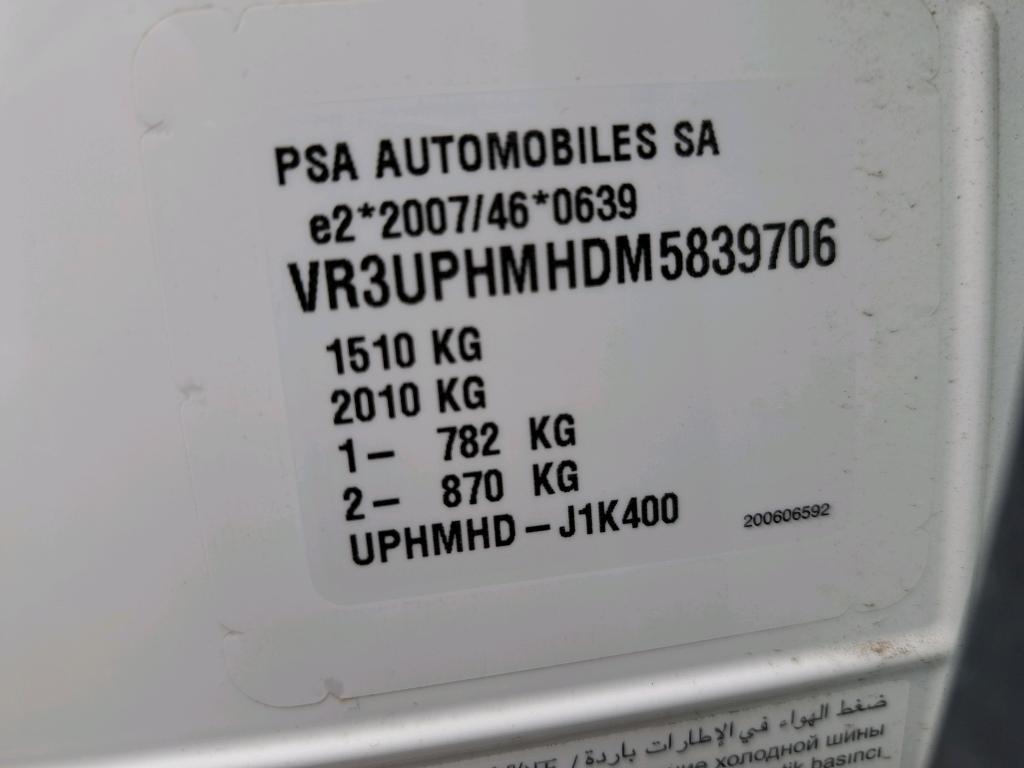 PSA AUTOMOBILES SA
e2*2007/46*0639
VR3UPHMHDM5839706
1510 KG
2010 KG
1- 782 KG
2- 870 KG
UPHMHD-J1K400 200606592
ضغط الهواء في الإطارات باردة /
холодной шины
basıncı